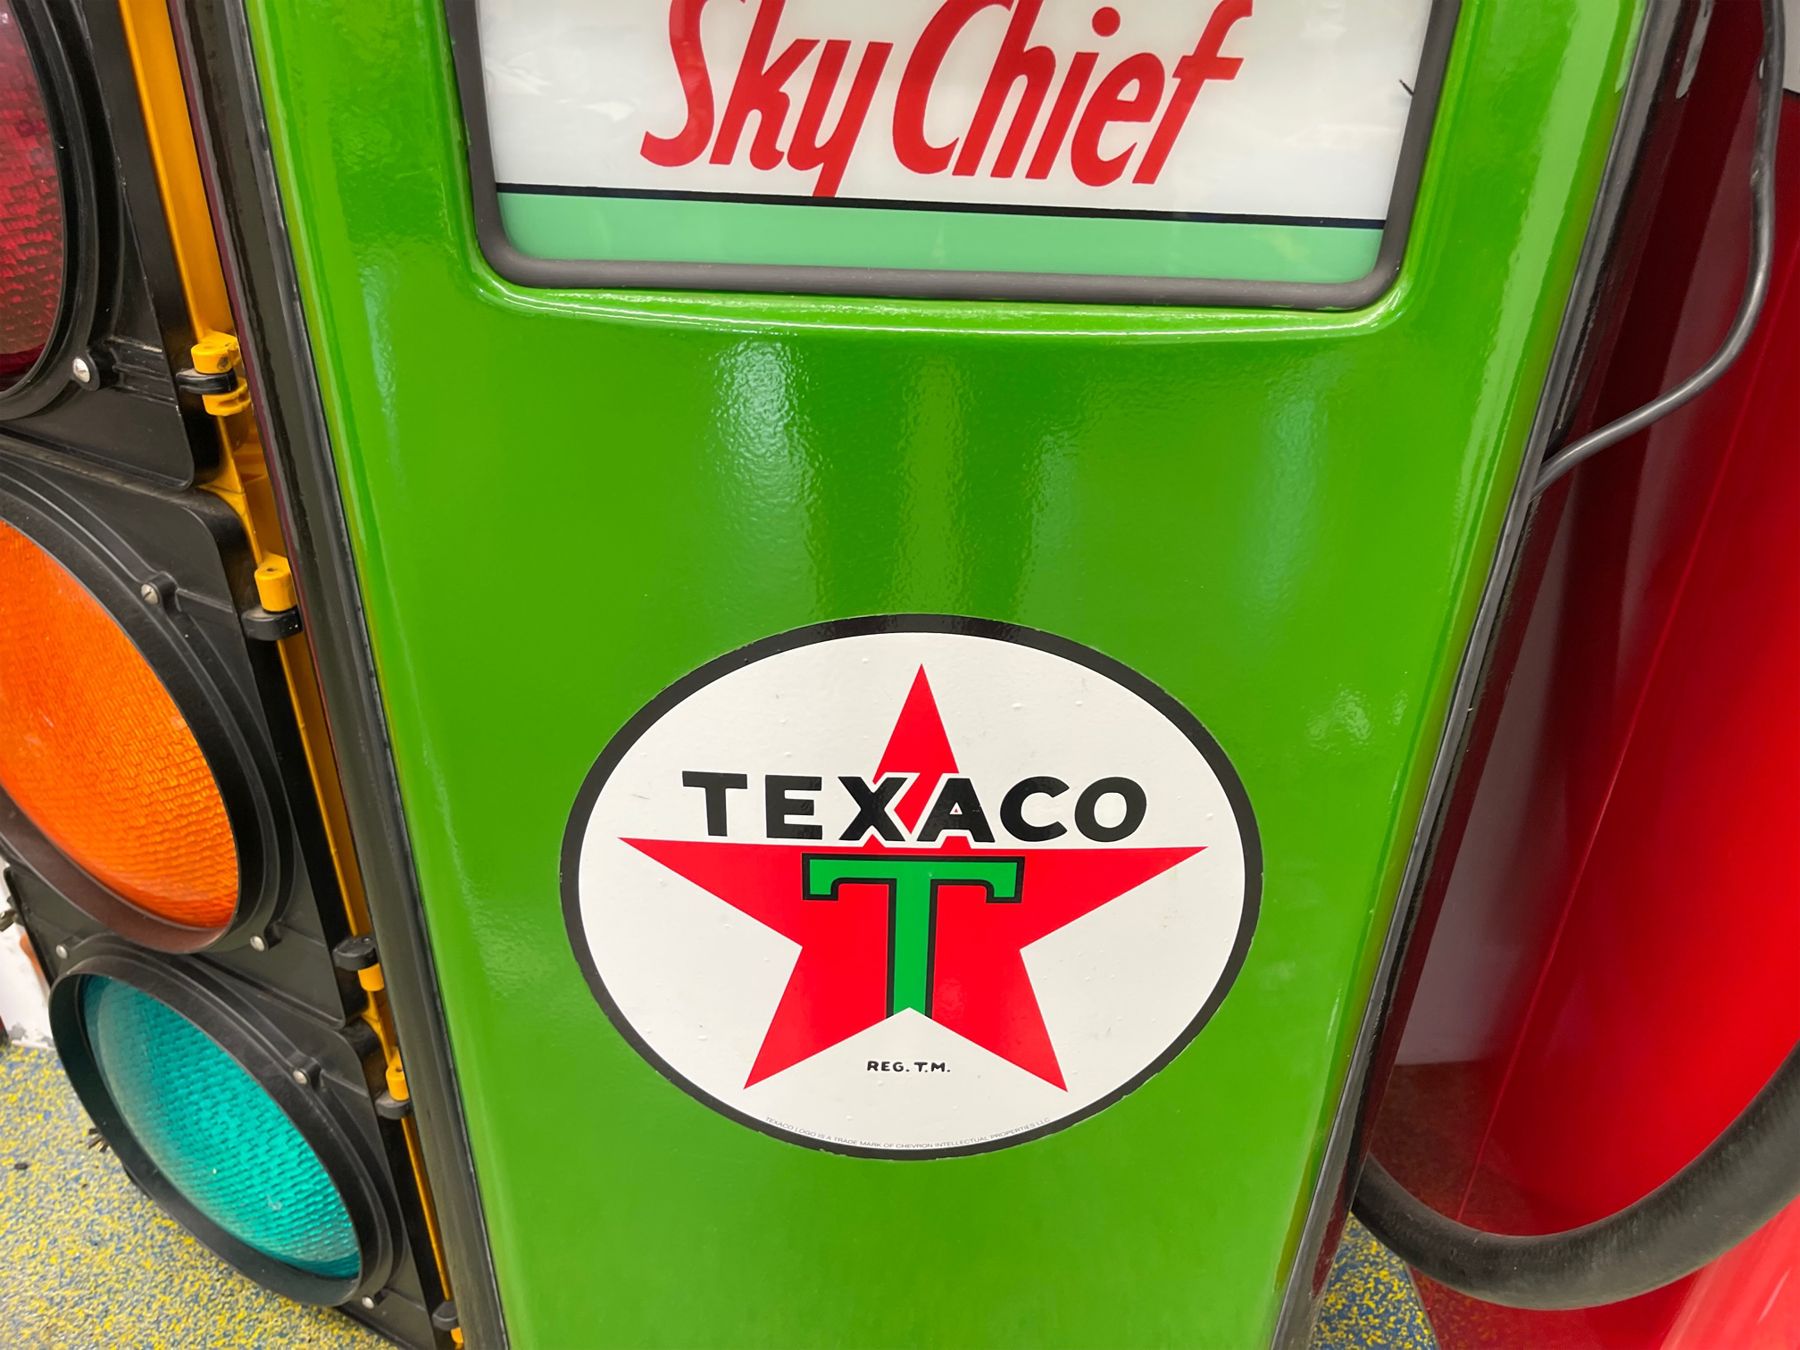 Sky Chief
TEXACO
T
REG. T.M.
TEXACO LOGO IS A TRADE MARK OF CHEVRON INTELLECTUAL PROPERTIES LLC